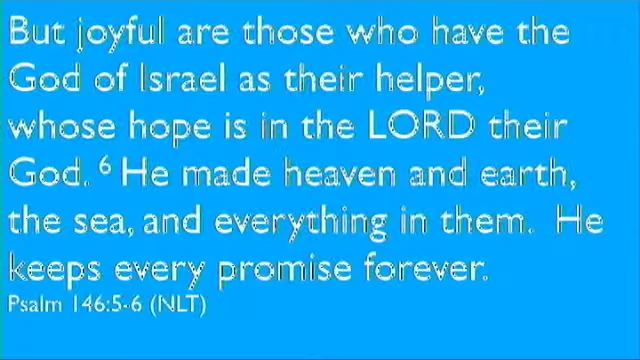 But joyful are those who have the
God of Israel as their helper,
whose hope is in the LORD their
God. ⁶ He made heaven and earth,
the sea, and everything in them.  He
keeps every promise forever.
Psalm 146:5-6 (NLT)